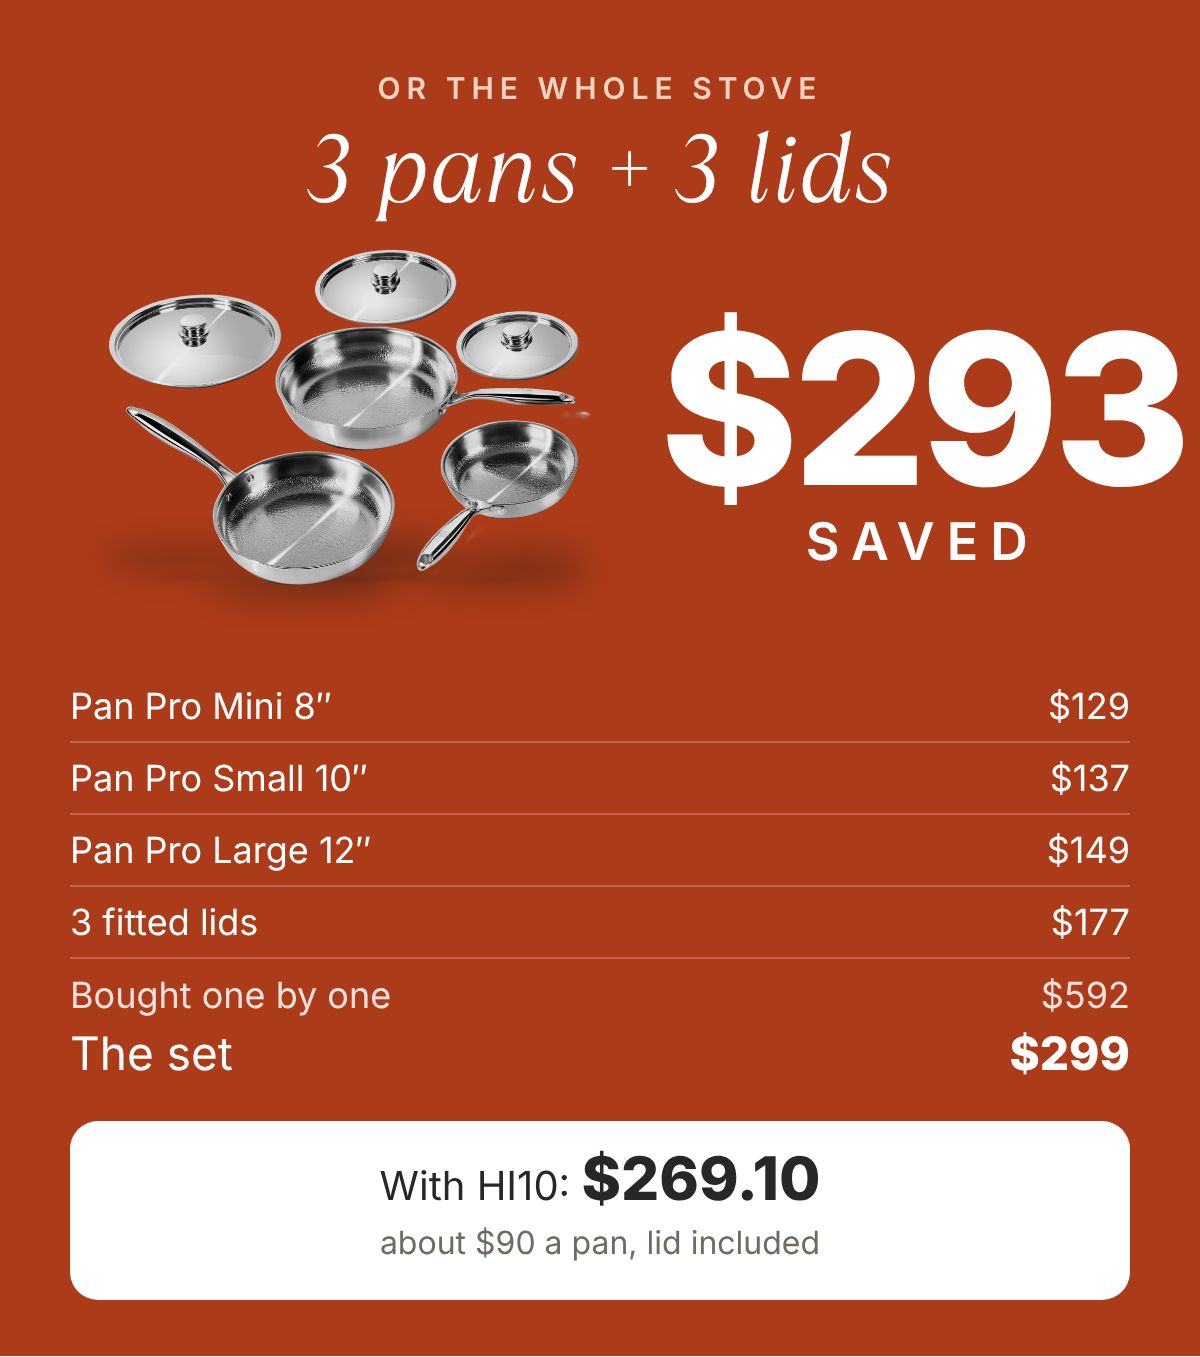 OR THE WHOLE STOVE
3 pans + 3 lids
$293
SAVED
Pan Pro Mini 8″ $129
Pan Pro Small 10″ $137
Pan Pro Large 12″ $149
3 fitted lids $177
Bought one by one $592
The set $299
With HI10: $269.10
about $90 a pan, lid included